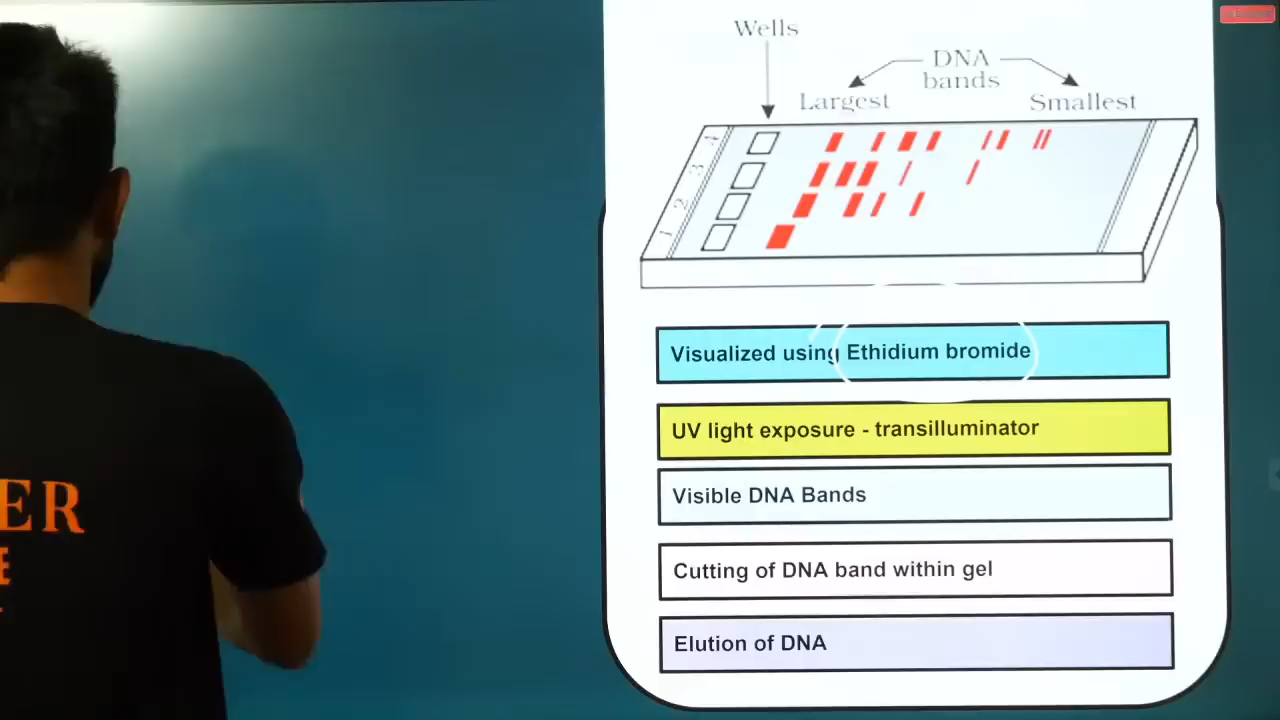 Wells
DNA
bands
Largest
Smallest
4
3
2
1
Visualized using Ethidium bromide
UV light exposure - transilluminator
Visible DNA Bands
Cutting of DNA band within gel
Elution of DNA
ER
E